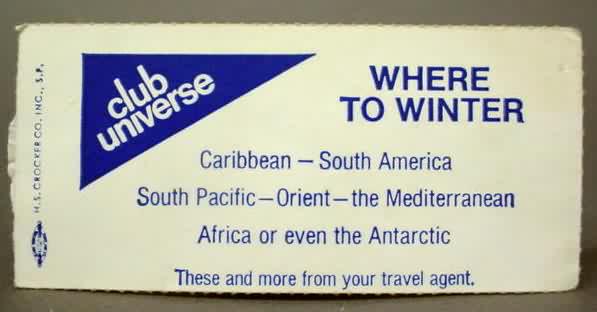 club
universe
WHERE
TO WINTER
Caribbean — South America
South Pacific — Orient — the Mediterranean
Africa or even the Antarctic
These and more from your travel agent.
H.S. CROCKER CO. INC., S.F.